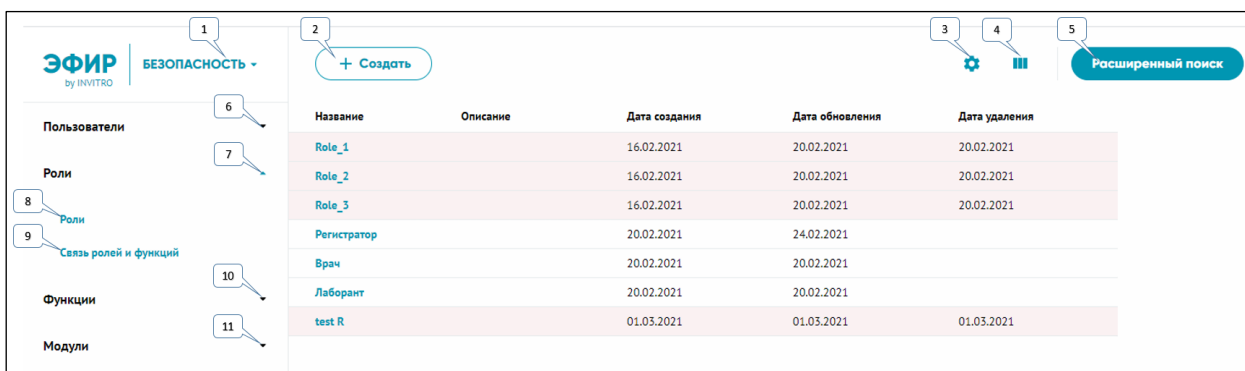 1
2
3
4
5
ЭФИР
by INVITRO
БЕЗОПАСНОСТЬ
+ Создать
Расширенный поиск
6
Пользователи
7
Роли
8
Роли
9
Связь ролей и функций
10
Функции
11
Модули
Название Описание Дата создания Дата обновления Дата удаления
Role_1 16.02.2021 20.02.2021 20.02.2021
Role_2 16.02.2021 20.02.2021 20.02.2021
Role_3 16.02.2021 20.02.2021 20.02.2021
Регистратор 20.02.2021 24.02.2021
Врач 20.02.2021 20.02.2021
Лаборант 20.02.2021 20.02.2021
test R 01.03.2021 01.03.2021 01.03.2021